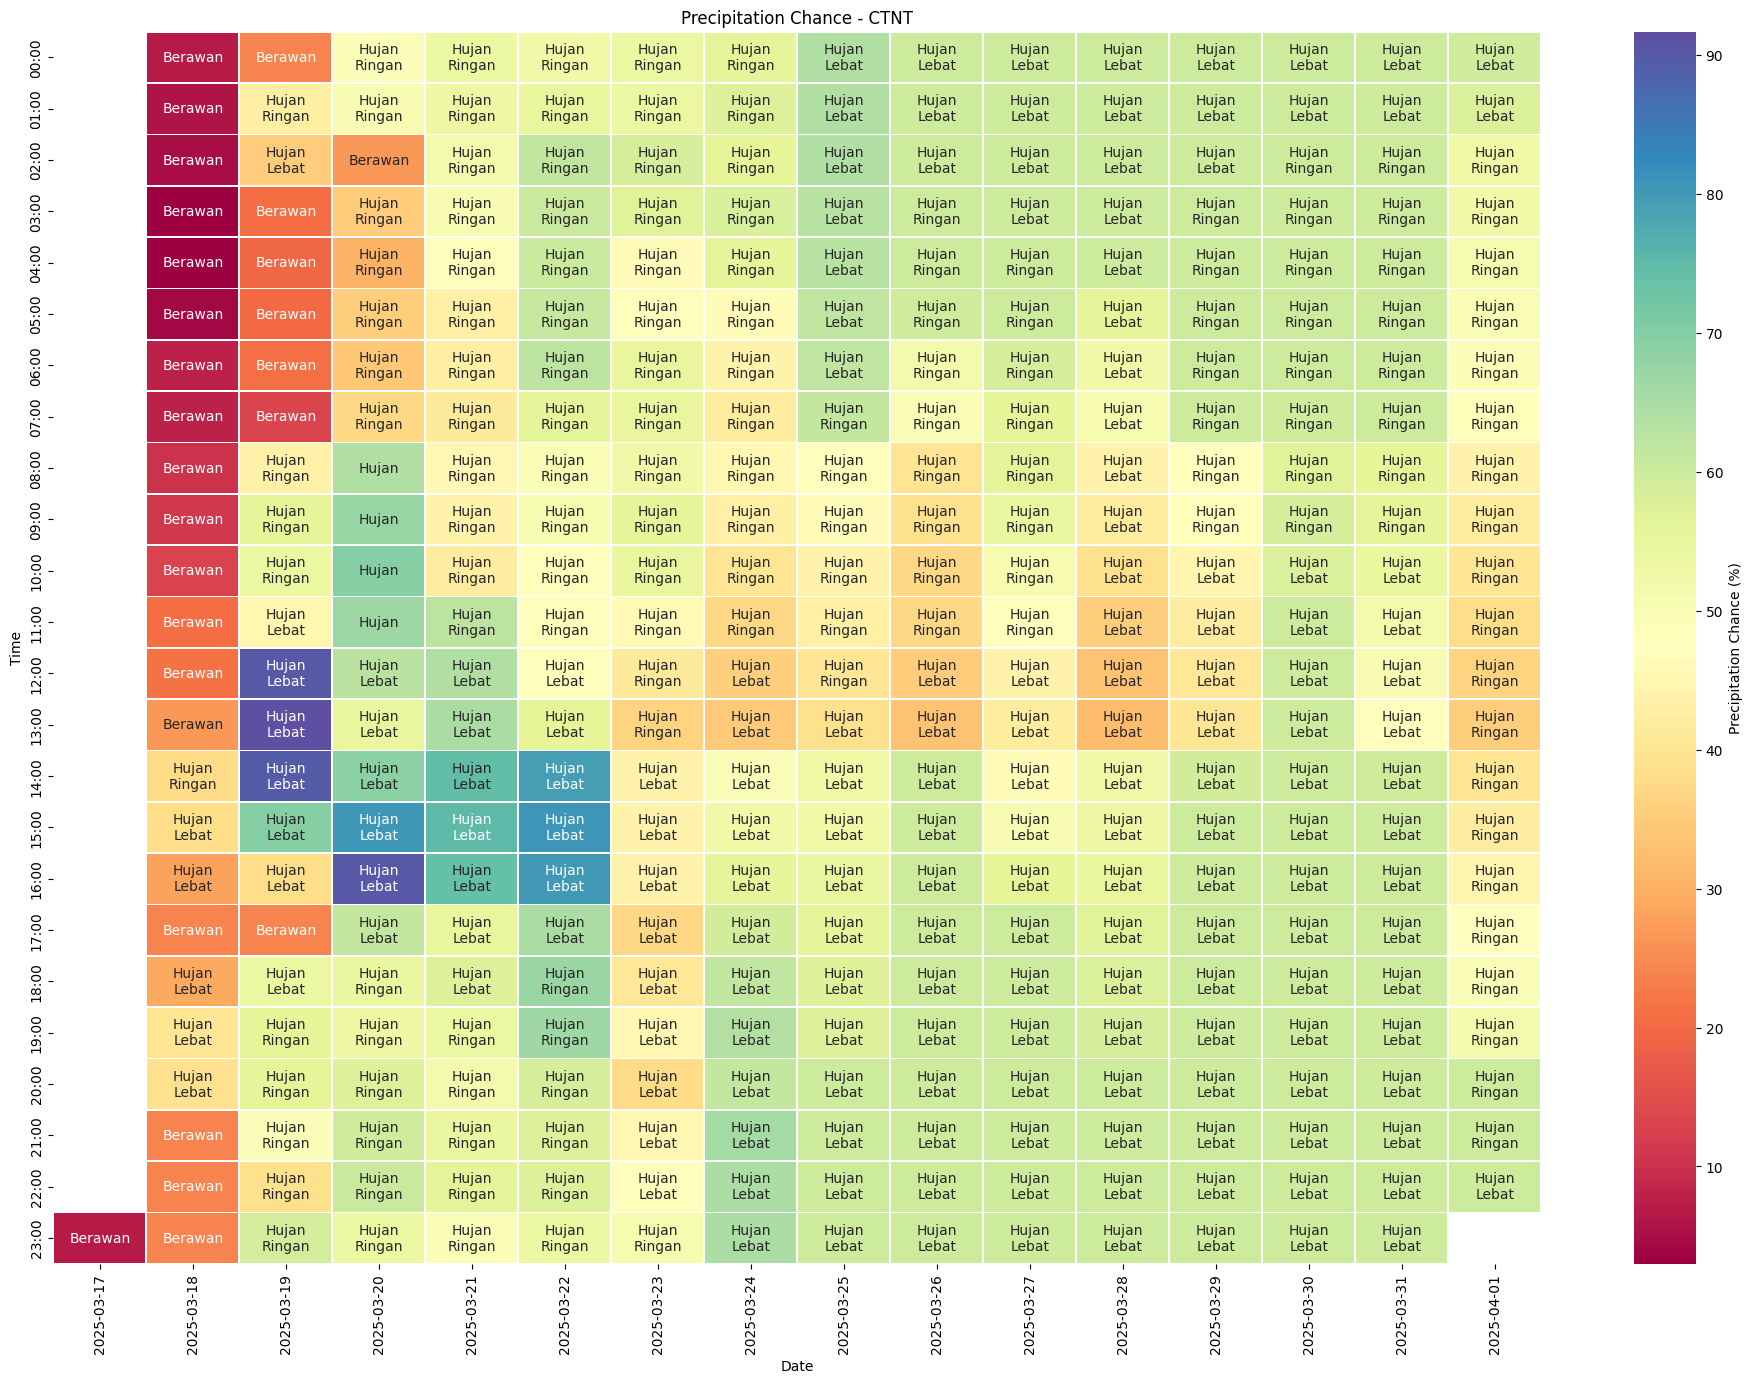 Precipitation Chance - CTNT
00:00 Berawan Berawan Hujan Ringan Hujan Ringan Hujan Ringan Hujan Ringan Hujan Ringan Hujan Lebat Hujan Lebat Hujan Lebat Hujan Lebat Hujan Lebat Hujan Lebat Hujan Lebat Hujan Lebat
01:00 Berawan Hujan Ringan Hujan Ringan Hujan Ringan Hujan Ringan Hujan Ringan Hujan Ringan Hujan Lebat Hujan Lebat Hujan Lebat Hujan Lebat Hujan Lebat Hujan Ringan Hujan Lebat Hujan Lebat
02:00 Berawan Hujan Lebat Berawan Hujan Ringan Hujan Ringan Hujan Ringan Hujan Ringan Hujan Lebat Hujan Lebat Hujan Lebat Hujan Lebat Hujan Lebat Hujan Ringan Hujan Ringan Hujan Ringan
03:00 Berawan Berawan Hujan Ringan Hujan Ringan Hujan Ringan Hujan Ringan Hujan Ringan Hujan Lebat Hujan Ringan Hujan Lebat Hujan Lebat Hujan Ringan Hujan Ringan Hujan Ringan Hujan Ringan
04:00 Berawan Berawan Hujan Ringan Hujan Ringan Hujan Ringan Hujan Ringan Hujan Ringan Hujan Lebat Hujan Ringan Hujan Ringan Hujan Lebat Hujan Ringan Hujan Ringan Hujan Ringan Hujan Ringan
05:00 Berawan Berawan Hujan Ringan Hujan Ringan Hujan Ringan Hujan Ringan Hujan Ringan Hujan Lebat Hujan Ringan Hujan Ringan Hujan Lebat Hujan Ringan Hujan Ringan Hujan Ringan Hujan Ringan
06:00 Berawan Berawan Hujan Ringan Hujan Ringan Hujan Ringan Hujan Ringan Hujan Ringan Hujan Lebat Hujan Ringan Hujan Ringan Hujan Lebat Hujan Ringan Hujan Ringan Hujan Ringan Hujan Ringan
07:00 Berawan Berawan Hujan Ringan Hujan Ringan Hujan Ringan Hujan Ringan Hujan Ringan Hujan Ringan Hujan Ringan Hujan Ringan Hujan Lebat Hujan Ringan Hujan Ringan Hujan Ringan Hujan Ringan
08:00 Berawan Hujan Ringan Hujan Hujan Ringan Hujan Ringan Hujan Ringan Hujan Ringan Hujan Ringan Hujan Ringan Hujan Ringan Hujan Lebat Hujan Ringan Hujan Ringan Hujan Ringan Hujan Ringan
09:00 Berawan Hujan Ringan Hujan Hujan Ringan Hujan Ringan Hujan Ringan Hujan Ringan Hujan Ringan Hujan Ringan Hujan Ringan Hujan Lebat Hujan Ringan Hujan Ringan Hujan Ringan Hujan Ringan
10:00 Berawan Hujan Ringan Hujan Hujan Ringan Hujan Ringan Hujan Ringan Hujan Ringan Hujan Ringan Hujan Ringan Hujan Ringan Hujan Lebat Hujan Lebat Hujan Lebat Hujan Lebat Hujan Ringan
11:00 Berawan Hujan Lebat Hujan Hujan Ringan Hujan Ringan Hujan Ringan Hujan Ringan Hujan Ringan Hujan Ringan Hujan Ringan Hujan Lebat Hujan Lebat Hujan Lebat Hujan Lebat Hujan Ringan
12:00 Berawan Hujan Lebat Hujan Lebat Hujan Lebat Hujan Lebat Hujan Ringan Hujan Lebat Hujan Ringan Hujan Lebat Hujan Lebat Hujan Lebat Hujan Lebat Hujan Lebat Hujan Lebat Hujan Ringan
13:00 Berawan Hujan Lebat Hujan Lebat Hujan Lebat Hujan Lebat Hujan Ringan Hujan Lebat Hujan Lebat Hujan Lebat Hujan Lebat Hujan Lebat Hujan Lebat Hujan Lebat Hujan Lebat Hujan Ringan
14:00 Hujan Ringan Hujan Lebat Hujan Lebat Hujan Lebat Hujan Lebat Hujan Lebat Hujan Lebat Hujan Lebat Hujan Lebat Hujan Lebat Hujan Lebat Hujan Lebat Hujan Lebat Hujan Lebat Hujan Ringan
15:00 Hujan Lebat Hujan Lebat Hujan Lebat Hujan Lebat Hujan Lebat Hujan Lebat Hujan Lebat Hujan Lebat Hujan Lebat Hujan Lebat Hujan Lebat Hujan Lebat Hujan Lebat Hujan Lebat Hujan Ringan
16:00 Hujan Lebat Hujan Lebat Hujan Lebat Hujan Lebat Hujan Lebat Hujan Lebat Hujan Lebat Hujan Lebat Hujan Lebat Hujan Lebat Hujan Lebat Hujan Lebat Hujan Lebat Hujan Lebat Hujan Ringan
17:00 Berawan Berawan Hujan Lebat Hujan Lebat Hujan Lebat Hujan Lebat Hujan Lebat Hujan Lebat Hujan Lebat Hujan Lebat Hujan Lebat Hujan Lebat Hujan Lebat Hujan Lebat Hujan Ringan
18:00 Hujan Lebat Hujan Lebat Hujan Ringan Hujan Lebat Hujan Ringan Hujan Lebat Hujan Lebat Hujan Lebat Hujan Lebat Hujan Lebat Hujan Lebat Hujan Lebat Hujan Lebat Hujan Lebat Hujan Ringan
19:00 Hujan Lebat Hujan Ringan Hujan Ringan Hujan Ringan Hujan Ringan Hujan Lebat Hujan Lebat Hujan Lebat Hujan Lebat Hujan Lebat Hujan Lebat Hujan Lebat Hujan Lebat Hujan Lebat Hujan Ringan
20:00 Hujan Lebat Hujan Ringan Hujan Ringan Hujan Ringan Hujan Ringan Hujan Lebat Hujan Lebat Hujan Lebat Hujan Lebat Hujan Lebat Hujan Lebat Hujan Lebat Hujan Lebat Hujan Lebat Hujan Ringan
21:00 Berawan Hujan Ringan Hujan Ringan Hujan Ringan Hujan Ringan Hujan Lebat Hujan Lebat Hujan Lebat Hujan Lebat Hujan Lebat Hujan Lebat Hujan Lebat Hujan Lebat Hujan Lebat Hujan Ringan
22:00 Berawan Hujan Ringan Hujan Ringan Hujan Ringan Hujan Ringan Hujan Lebat Hujan Lebat Hujan Lebat Hujan Lebat Hujan Lebat Hujan Lebat Hujan Lebat Hujan Lebat Hujan Lebat Hujan Lebat
23:00 Berawan Berawan Hujan Ringan Hujan Ringan Hujan Ringan Hujan Ringan Hujan Ringan Hujan Lebat Hujan Lebat Hujan Lebat Hujan Lebat Hujan Lebat Hujan Lebat Hujan Lebat Hujan Lebat
Time
2025-03-17 2025-03-18 2025-03-19 2025-03-20 2025-03-21 2025-03-22 2025-03-23 2025-03-24 2025-03-25 2025-03-26 2025-03-27 2025-03-28 2025-03-29 2025-03-30 2025-03-31 2025-04-01
Date
90
80
70
60
50
40
30
20
10
Precipitation Chance (%)